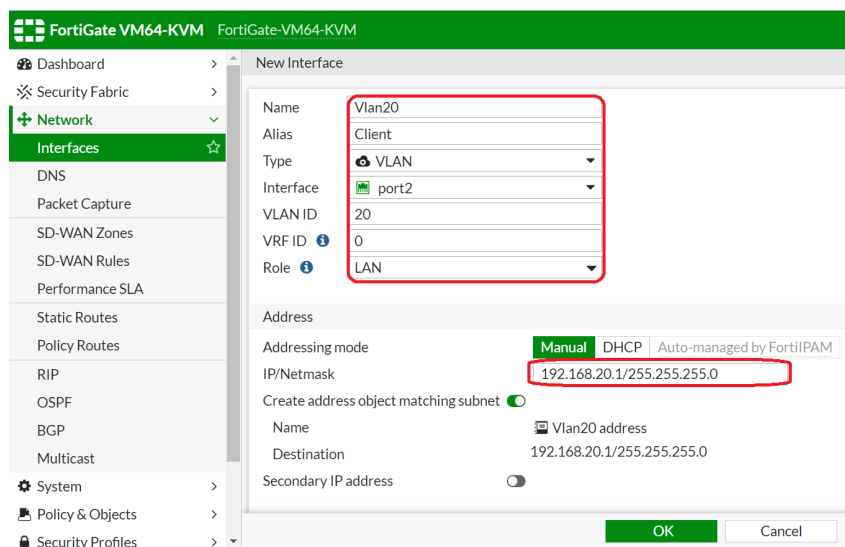 FortiGate VM64-KVM FortiGate-VM64-KVM
Dashboard
Security Fabric
Network
Interfaces
DNS
Packet Capture
SD-WAN Zones
SD-WAN Rules
Performance SLA
Static Routes
Policy Routes
RIP
OSPF
BGP
Multicast
System
Policy & Objects
Security Profiles
New Interface
Name Vlan20
Alias Client
Type VLAN
Interface port2
VLAN ID 20
VRF ID 0
Role LAN
Address
Addressing mode Manual DHCP Auto-managed by FortiIPAM
IP/Netmask 192.168.20.1/255.255.255.0
Create address object matching subnet
Name Vlan20 address
Destination 192.168.20.1/255.255.255.0
Secondary IP address
OK Cancel